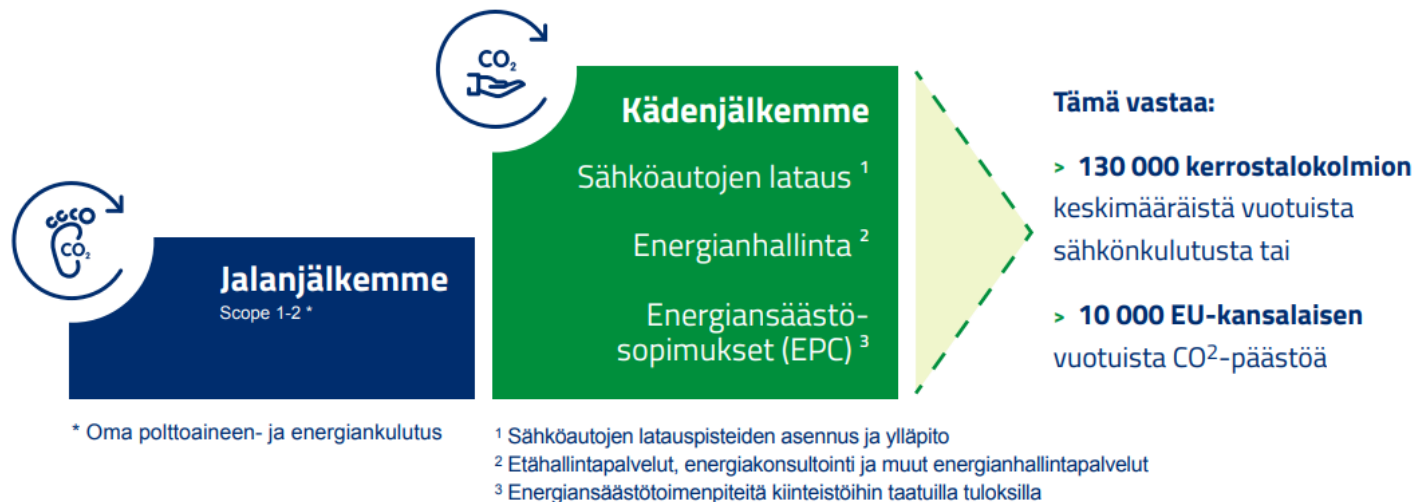 CO₂
Jalanjälkemme
Scope 1-2 *
* Oma polttoaineen- ja energiankulutus
CO₂
Kädenjälkemme
Sähköautojen lataus ¹
Energianhallinta ²
Energiansäästö-
sopimukset (EPC) ³
¹ Sähköautojen latauspisteiden asennus ja ylläpito
² Etähallintapalvelut, energiakonsultointi ja muut energianhallintapalvelut
³ Energiansäästötoimenpiteitä kiinteistöihin taatuilla tuloksilla
Tämä vastaa:
> 130 000 kerrostalokolmion
keskimääräistä vuotuista
sähkönkulutusta tai
> 10 000 EU-kansalaisen
vuotuista CO²-päästöä